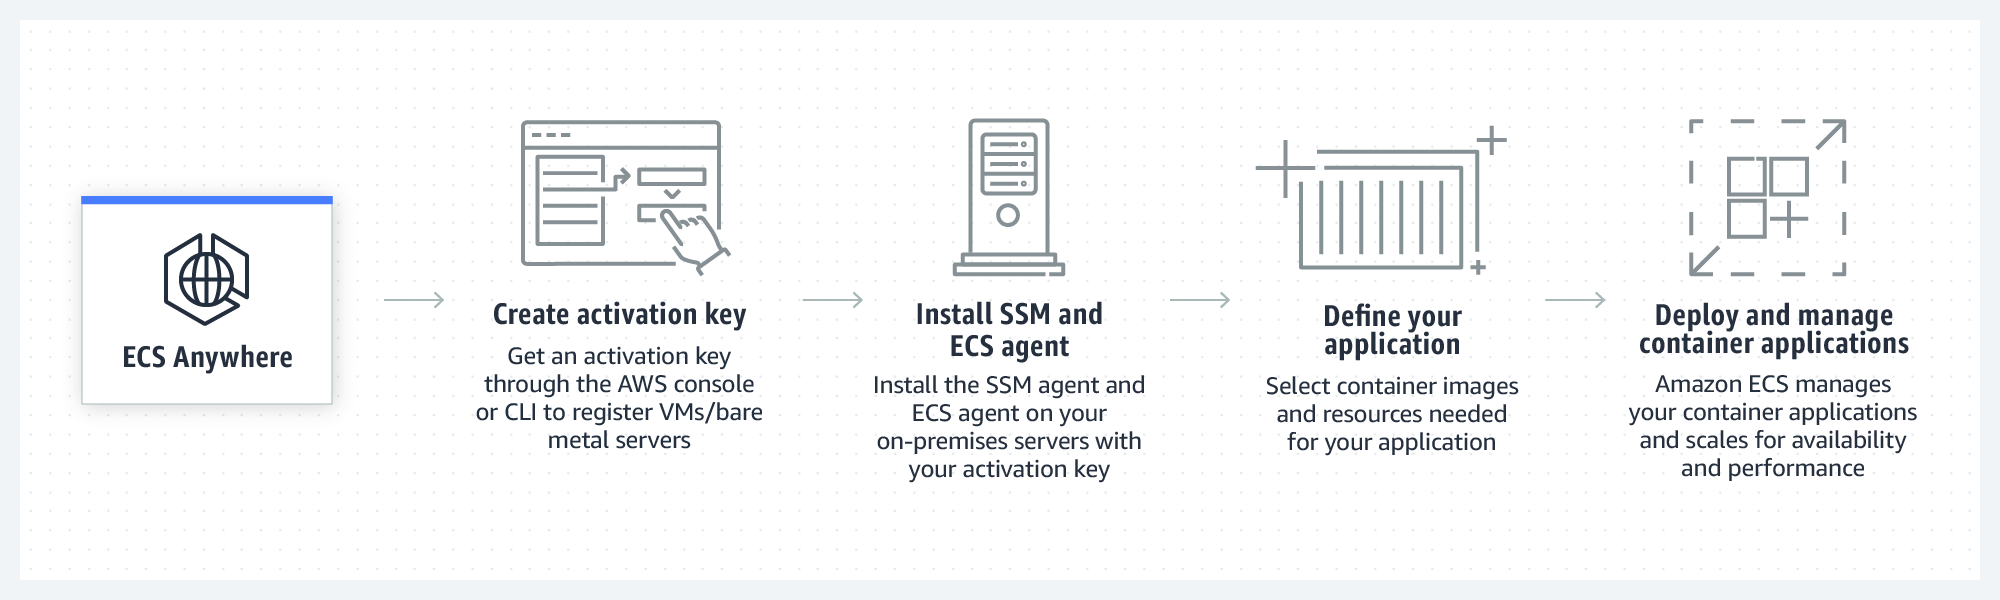 ECS Anywhere
Create activation key
Get an activation key
through the AWS console
or CLI to register VMs/bare
metal servers
Install SSM and
ECS agent
Install the SSM agent and
ECS agent on your
on-premises servers with
your activation key
Define your
application
Select container images
and resources needed
for your application
Deploy and manage
container applications
Amazon ECS manages
your container applications
and scales for availability
and performance